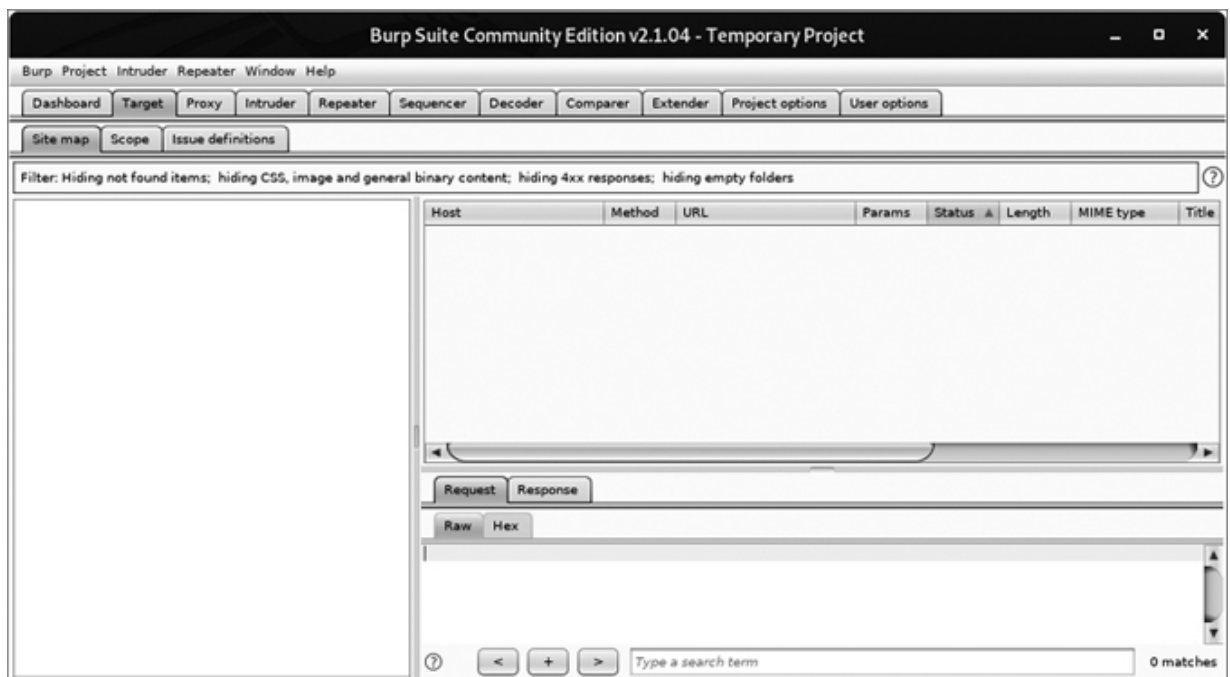 Burp Suite Community Edition v2.1.04 - Temporary Project
Burp Project Intruder Repeater Window Help
Dashboard Target Proxy Intruder Repeater Sequencer Decoder Comparer Extender Project options User options
Site map Scope Issue definitions
Filter: Hiding not found items; hiding CSS, image and general binary content; hiding 4xx responses; hiding empty folders
Host Method URL Params Status Length MIME type Title
Request Response
Raw Hex
Type a search term
0 matches